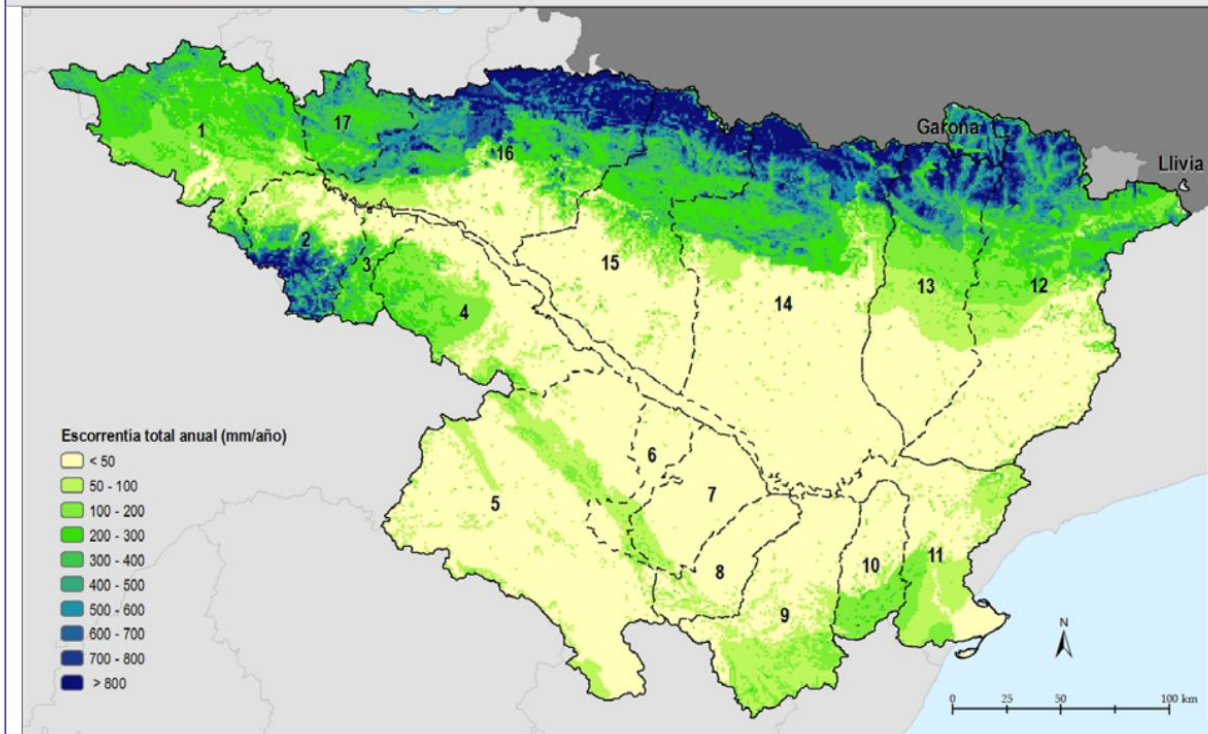 Garona
Llivia
1
17
16
2
3
15
4
14
13
12
6
5
7
8
10
11
9
Escorrentía total anual (mm/año)
< 50
50 - 100
100 - 200
200 - 300
300 - 400
400 - 500
500 - 600
600 - 700
700 - 800
> 800
N
0 25 50 100 km